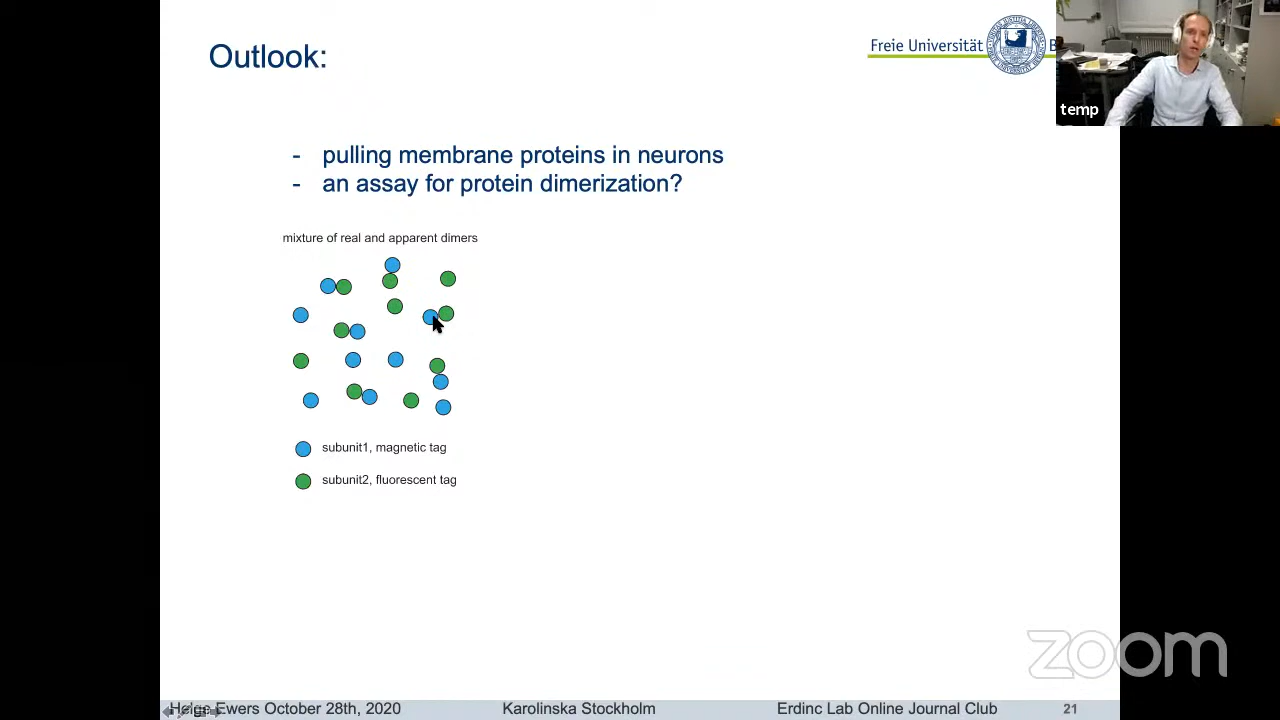 Outlook:
Freie Universität
temp
- pulling membrane proteins in neurons
- an assay for protein dimerization?
mixture of real and apparent dimers
subunit1, magnetic tag
subunit2, fluorescent tag
zoom
Helge Ewers October 28th, 2020
Karolinska Stockholm
Erdinc Lab Online Journal Club
21